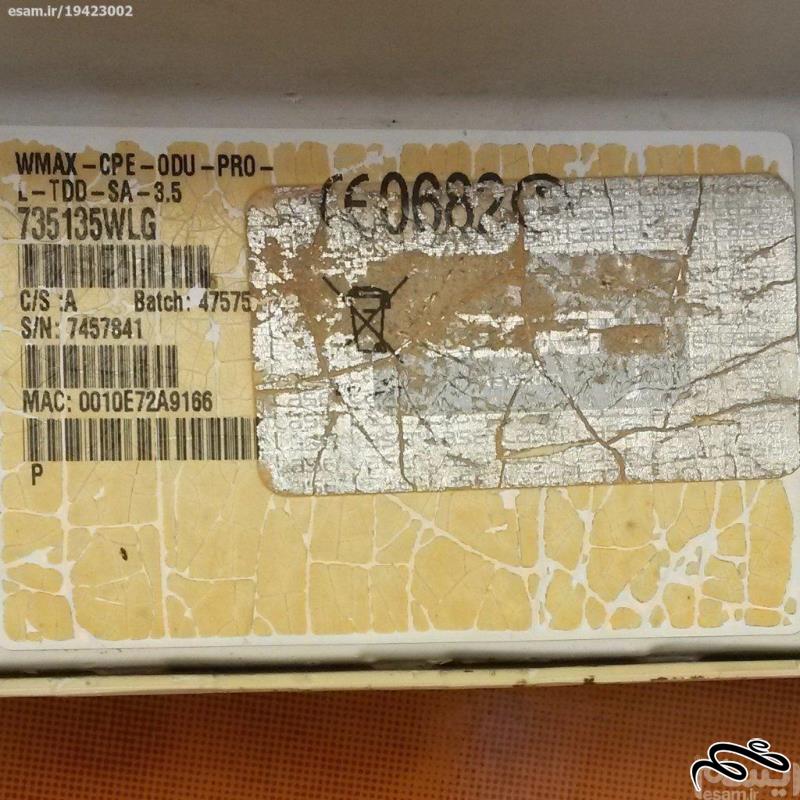 esam.ir/19423002
WMAX-CPE-ODU-PRO-
L-TDD-SA-3.5
735135WLG
CE0682
C/S :A Batch: 47575
S/N: 7457841
MAC: 0010E72A9166
P
ایسام
esam.ir